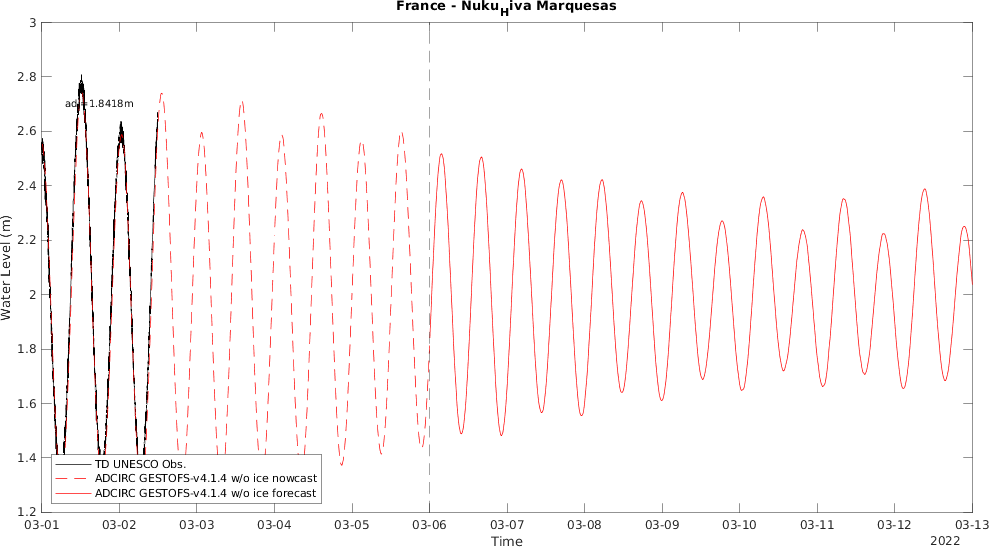 France - Nuku_Hiva Marquesas
3
2.8
2.6
2.4
2.2
2
1.8
1.6
1.4
1.2
Water Level (m)
ad =1.8418m
TD UNESCO Obs.
ADCIRC GESTOFS-v4.1.4 w/o ice nowcast
ADCIRC GESTOFS-v4.1.4 w/o ice forecast
03-01 03-02 03-03 03-04 03-05 03-06 03-07 03-08 03-09 03-10 03-11 03-12 03-13
Time
2022